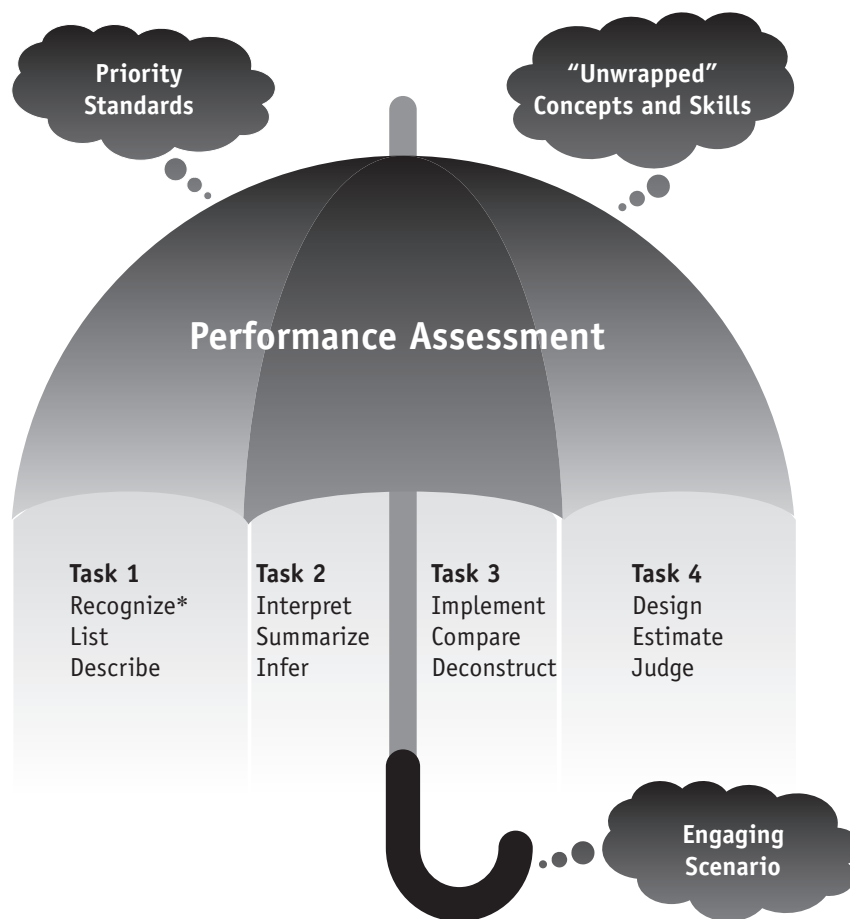 Priority
Standards
“Unwrapped”
Concepts and Skills
Performance Assessment
Task 1
Recognize*
List
Describe
Task 2
Interpret
Summarize
Infer
Task 3
Implement
Compare
Deconstruct
Task 4
Design
Estimate
Judge
Engaging
Scenario